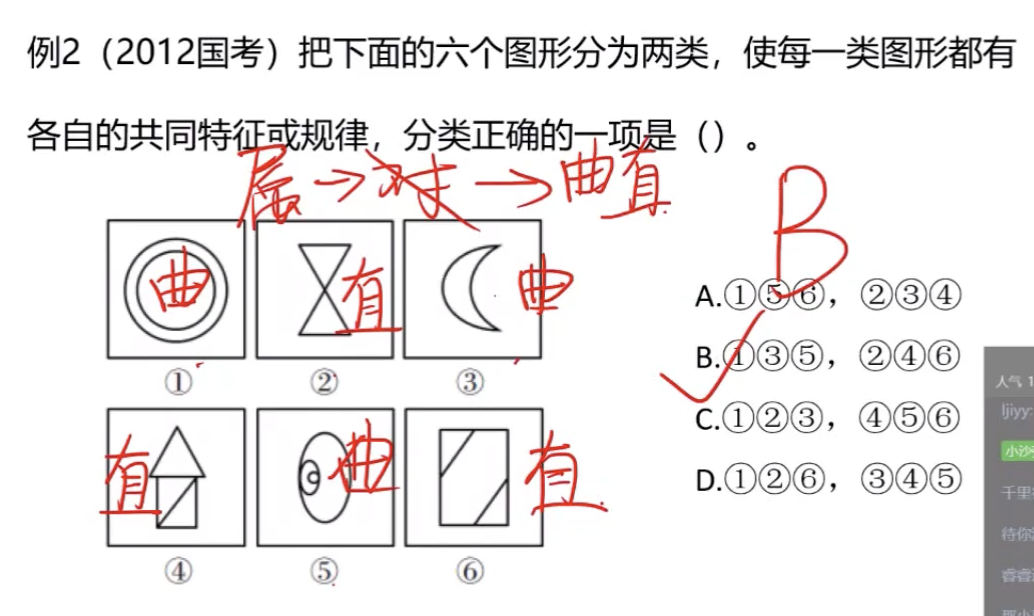 例2（2012国考）把下面的六个图形分为两类，使每一类图形都有
各自的共同特征或规律，分类正确的一项是（）。
属→对→曲直
B
曲
直
曲
A.①⑤⑥，②③④
B.①③⑤，②④⑥
C.①②③，④⑤⑥
D.①②⑥，③④⑤
①
②
③
直
曲
直
④
⑤
⑥
人气 1
ljiyy:
小沙
千里
待你
睿睿